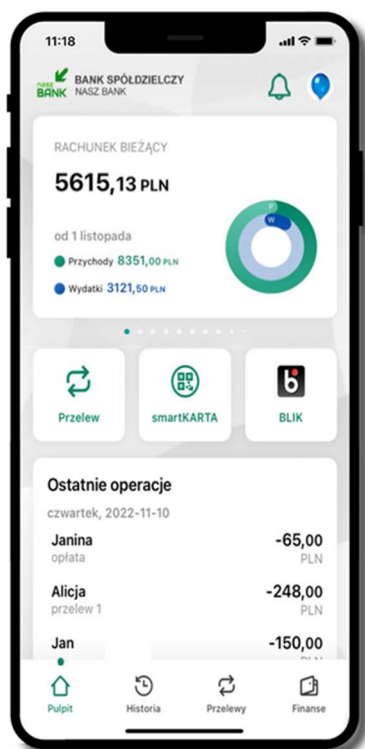 11:18
nasz BANK
BANK SPÓŁDZIELCZY
NASZ BANK
RACHUNEK BIEŻĄCY
5615,13 PLN
od 1 listopada
Przychody 8351,00 PLN
Wydatki 3121,50 PLN
P
W
Przelew
smartKARTA
BLIK
Ostatnie operacje
czwartek, 2022-11-10
Janina -65,00
opłata PLN
Alicja -248,00
przelew 1 PLN
Jan -150,00
Pulpit Historia Przelewy Finanse